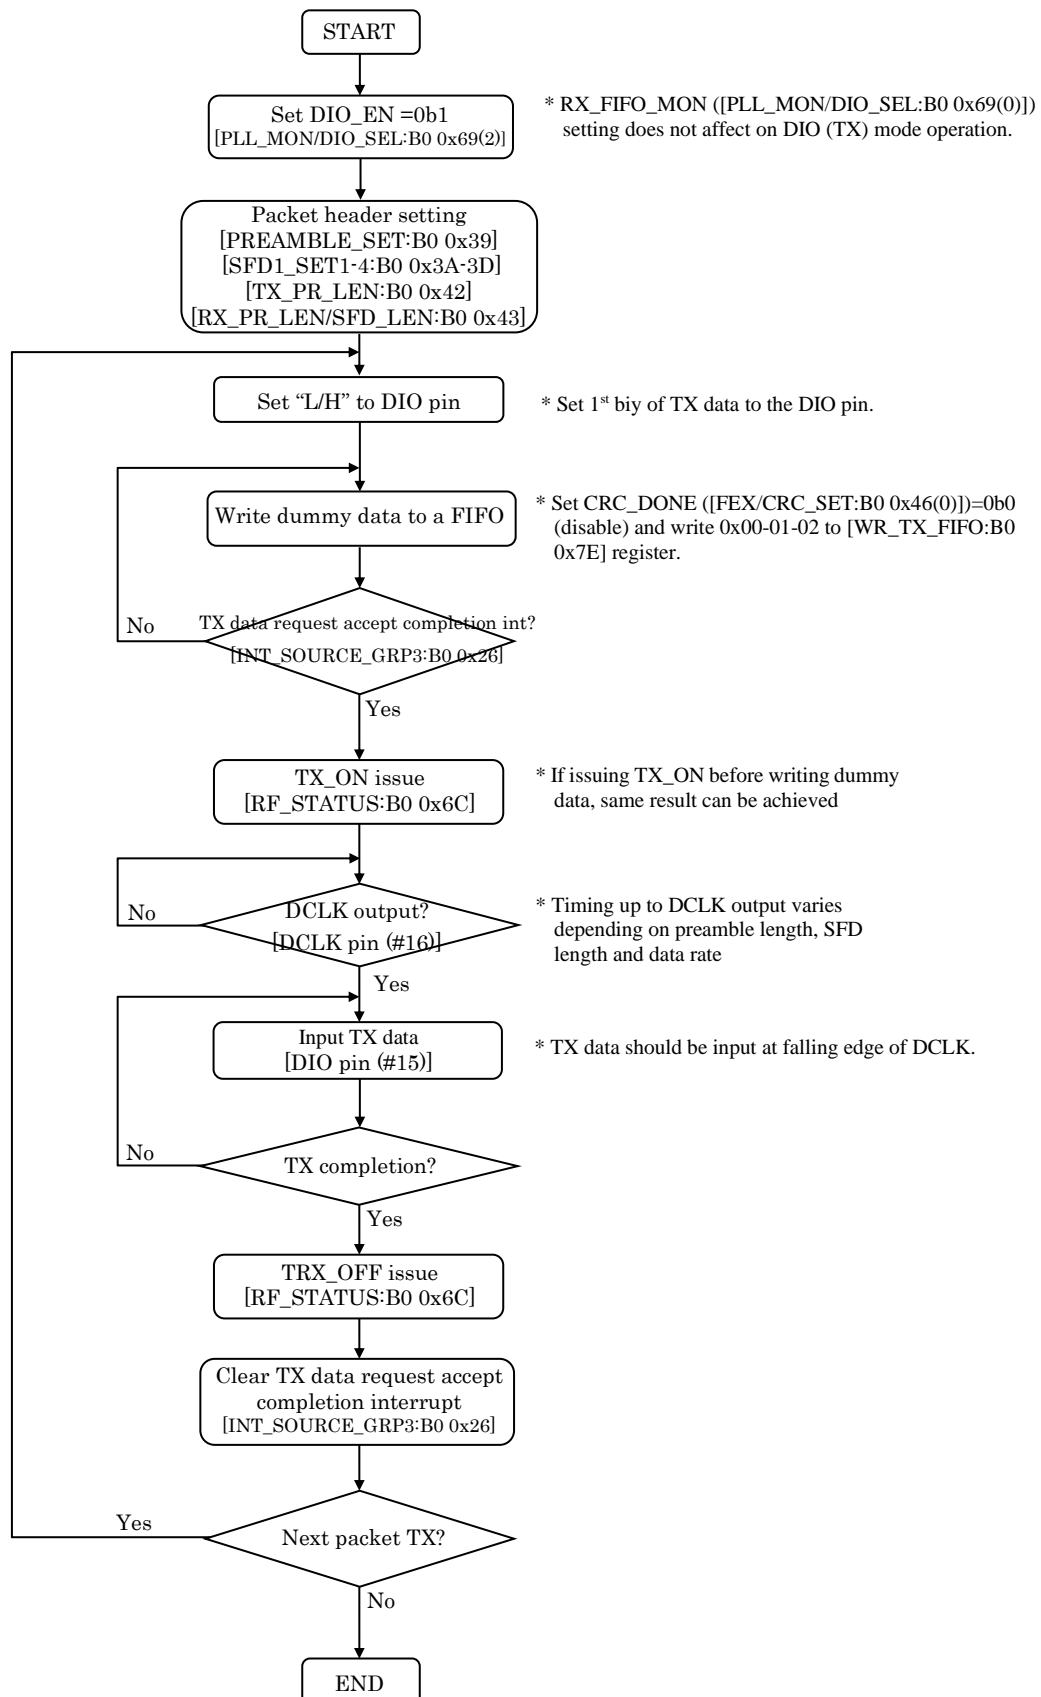 START
Set DIO_EN =0b1
[PLL_MON/DIO_SEL:B0 0x69(2)]
* RX_FIFO_MON ([PLL_MON/DIO_SEL:B0 0x69(0)])
setting does not affect on DIO (TX) mode operation.
Packet header setting
[PREAMBLE_SET:B0 0x39]
[SFD1_SET1-4:B0 0x3A-3D]
[TX_PR_LEN:B0 0x42]
[RX_PR_LEN/SFD_LEN:B0 0x43]
Set “L/H” to DIO pin
* Set 1st biy of TX data to the DIO pin.
Write dummy data to a FIFO
* Set CRC_DONE ([FEX/CRC_SET:B0 0x46(0)])=0b0
(disable) and write 0x00-01-02 to [WR_TX_FIFO:B0
0x7E] register.
No
TX data request accept completion int?
[INT_SOURCE_GRP3:B0 0x26]
Yes
TX_ON issue
[RF_STATUS:B0 0x6C]
* If issuing TX_ON before writing dummy
data, same result can be achieved
No
DCLK output?
[DCLK pin (#16)]
* Timing up to DCLK output varies
depending on preamble length, SFD
length and data rate
Yes
Input TX data
[DIO pin (#15)]
* TX data should be input at falling edge of DCLK.
No
TX completion?
Yes
TRX_OFF issue
[RF_STATUS:B0 0x6C]
Clear TX data request accept
completion interrupt
[INT_SOURCE_GRP3:B0 0x26]
Yes
Next packet TX?
No
END